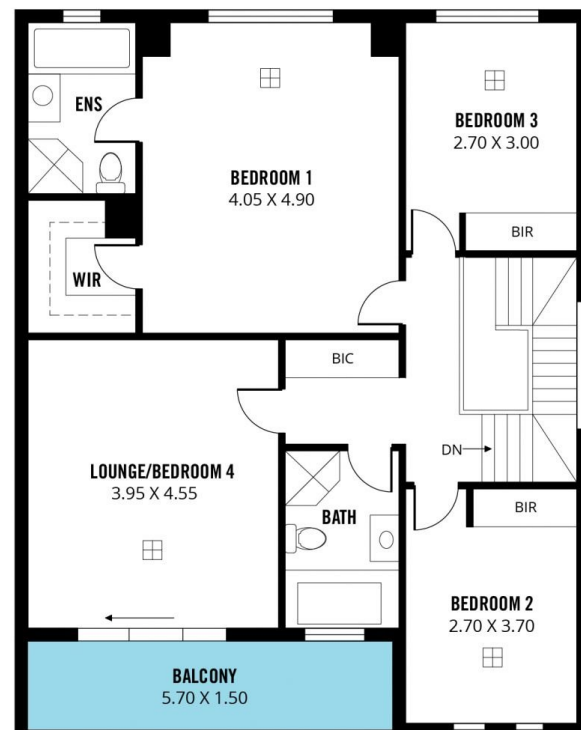 ENS
BEDROOM 1
4.05 X 4.90
BEDROOM 3
2.70 X 3.00
BIR
WIR
BIC
DN
LOUNGE/BEDROOM 4
3.95 X 4.55
BATH
BIR
BEDROOM 2
2.70 X 3.70
BALCONY
5.70 X 1.50